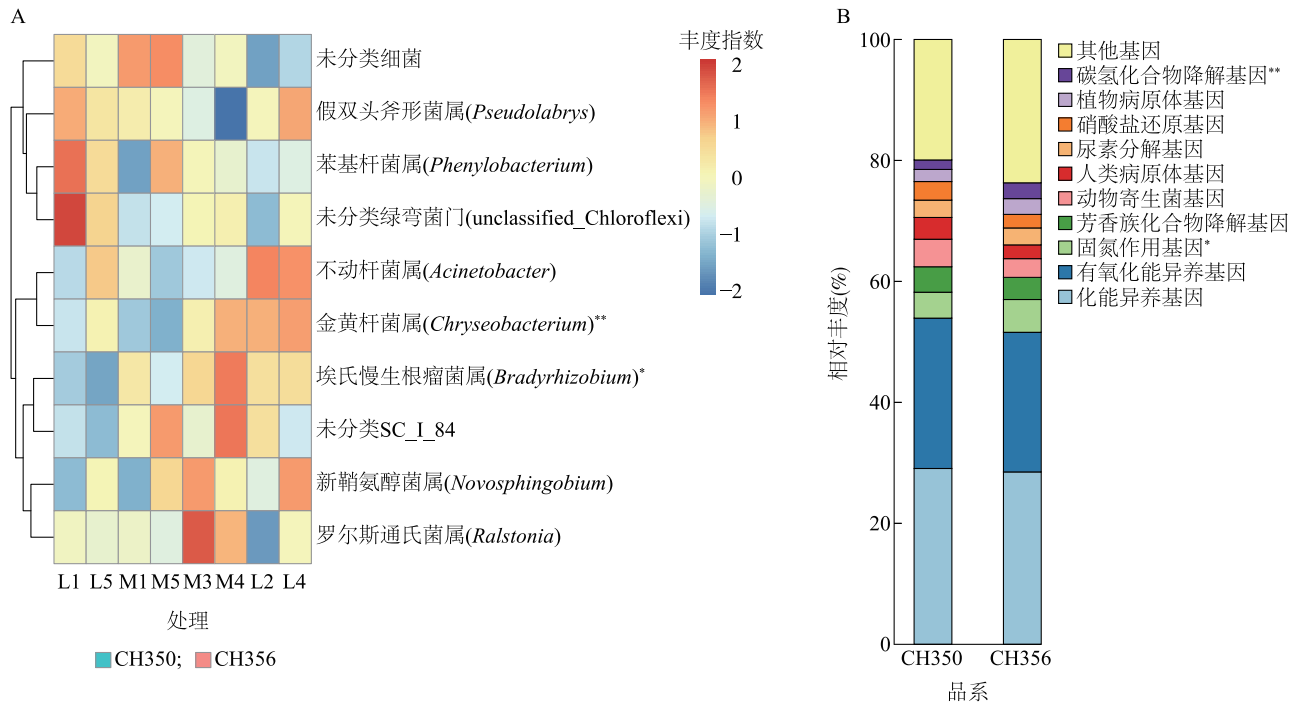 A
未分类细菌
假双头斧形菌属(Pseudolabrys)
苯基杆菌属(Phenylobacterium)
未分类绿弯菌门(unclassified_Chloroflexi)
不动杆菌属(Acinetobacter)
金黄杆菌属(Chryseobacterium)**
埃氏慢生根瘤菌属(Bradyrhizobium)*
未分类SC_I_84
新鞘氨醇菌属(Novosphingobium)
罗尔斯通氏菌属(Ralstonia)
L1 L5 M1 M5 M3 M4 L2 L4
处理
CH350; CH356
丰度指数
2
1
0
−1
−2
B
相对丰度(%)
100
80
60
40
20
0
CH350 CH356
品系
其他基因
碳氢化合物降解基因**
植物病原体基因
硝酸盐还原基因
尿素分解基因
人类病原体基因
动物寄生菌基因
芳香族化合物降解基因
固氮作用基因*
有氧化能异养基因
化能异养基因